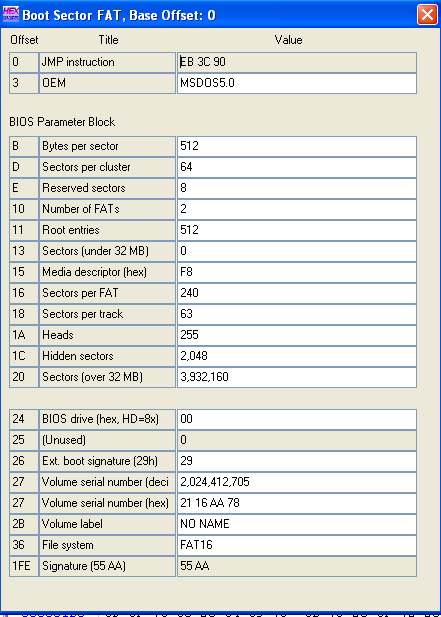 Boot Sector FAT, Base Offset: 0
Offset Title Value
0 JMP instruction EB 3C 90
3 OEM MSDOS5.0
BIOS Parameter Block
B Bytes per sector 512
D Sectors per cluster 64
E Reserved sectors 8
10 Number of FATs 2
11 Root entries 512
13 Sectors (under 32 MB) 0
15 Media descriptor (hex) F8
16 Sectors per FAT 240
18 Sectors per track 63
1A Heads 255
1C Hidden sectors 2,048
20 Sectors (over 32 MB) 3,932,160
24 BIOS drive (hex, HD=8x) 00
25 (Unused) 0
26 Ext. boot signature (29h) 29
27 Volume serial number (deci 2,024,412,705
27 Volume serial number (hex) 21 16 AA 78
2B Volume label NO NAME
36 File system FAT16
1FE Signature (55 AA) 55 AA